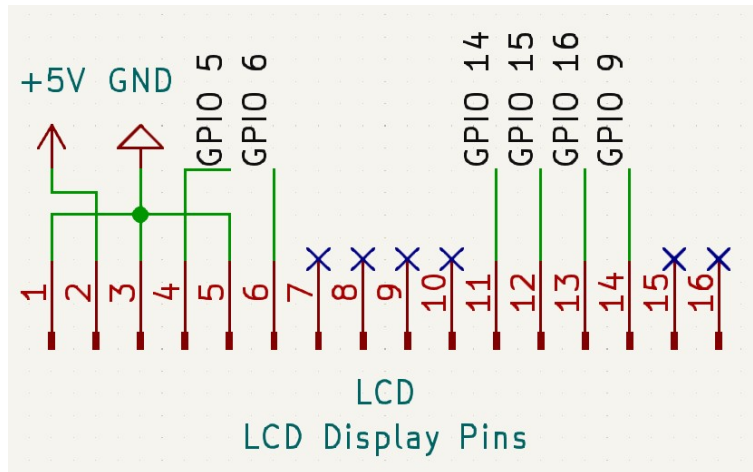 +5V GND
GPIO 5
GPIO 6
GPIO 14
GPIO 15
GPIO 16
GPIO 9
1 2 3 4 5 6 7 8 9 10 11 12 13 14 15 16
LCD
LCD Display Pins